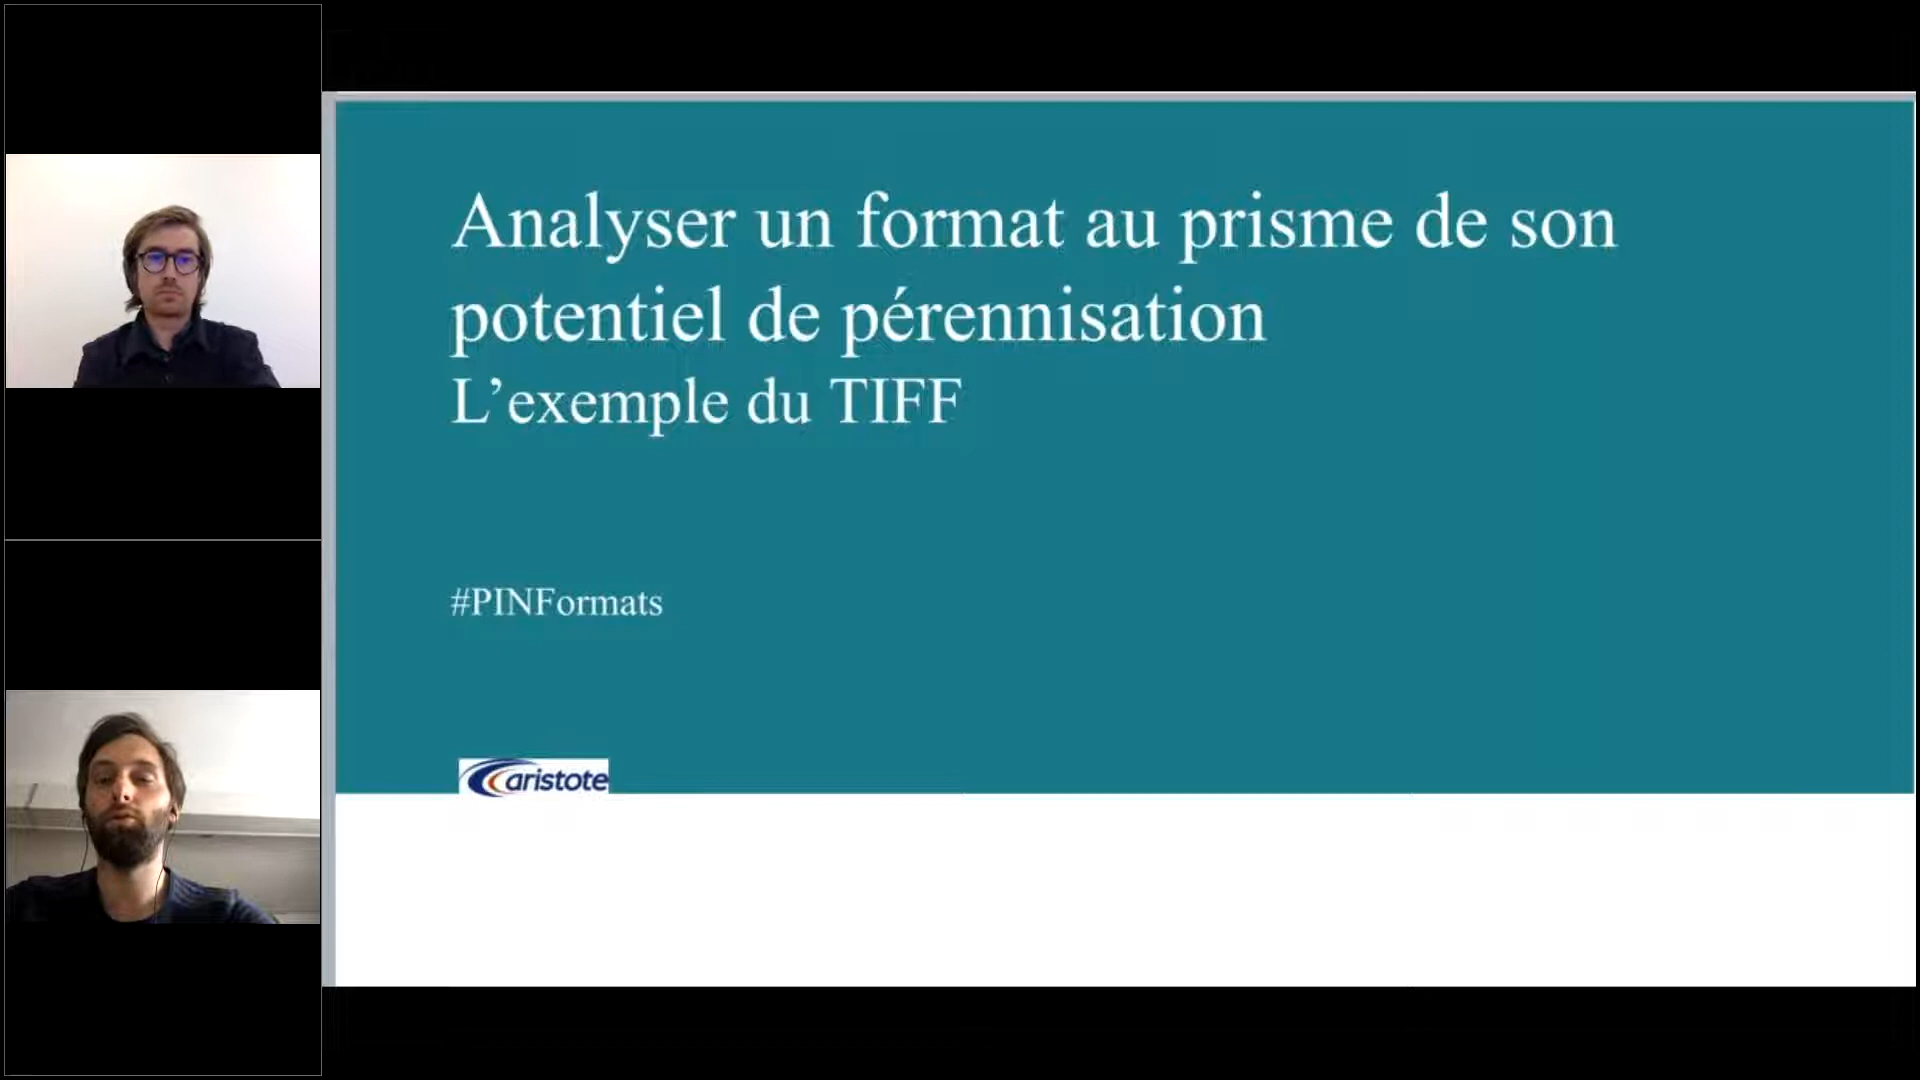 Analyser un format au prisme de son
potentiel de pérennisation
L’exemple du TIFF
#PINFormats
aristote